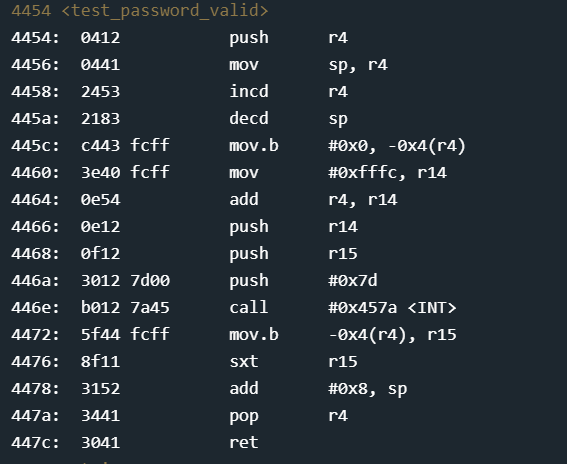 4454 <test_password_valid>
4454: 0412 push r4
4456: 0441 mov sp, r4
4458: 2453 incd r4
445a: 2183 decd sp
445c: c443 fcff mov.b #0x0, -0x4(r4)
4460: 3e40 fcff mov #0xfffc, r14
4464: 0e54 add r4, r14
4466: 0e12 push r14
4468: 0f12 push r15
446a: 3012 7d00 push #0x7d
446e: b012 7a45 call #0x457a <INT>
4472: 5f44 fcff mov.b -0x4(r4), r15
4476: 8f11 sxt r15
4478: 3152 add #0x8, sp
447a: 3441 pop r4
447c: 3041 ret